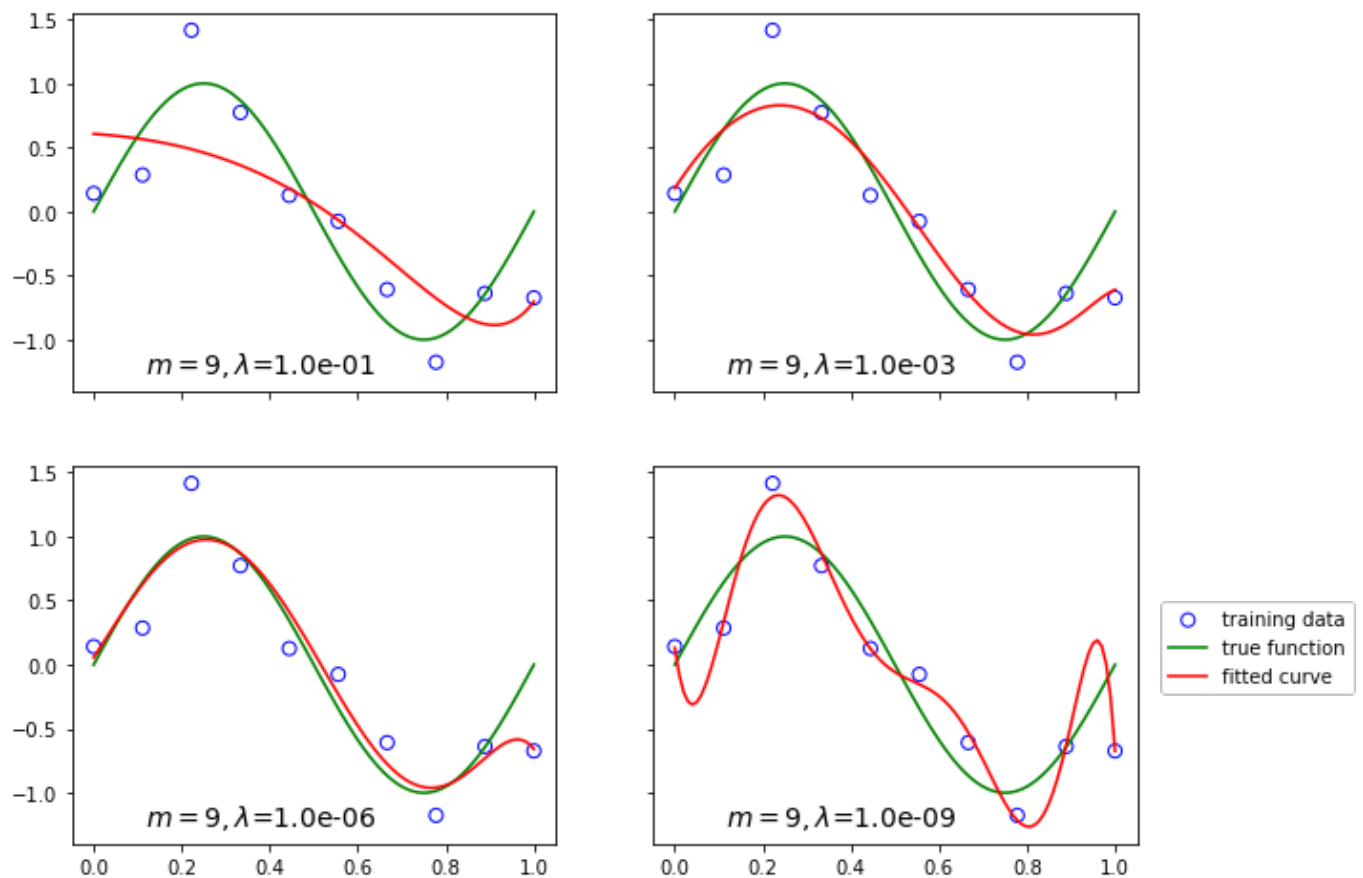 1.5
1.0
0.5
0.0
−0.5
−1.0
m = 9, λ=1.0e-01
m = 9, λ=1.0e-03
1.5
1.0
0.5
0.0
−0.5
−1.0
m = 9, λ=1.0e-06
m = 9, λ=1.0e-09
0.0 0.2 0.4 0.6 0.8 1.0
0.0 0.2 0.4 0.6 0.8 1.0
training data
true function
fitted curve